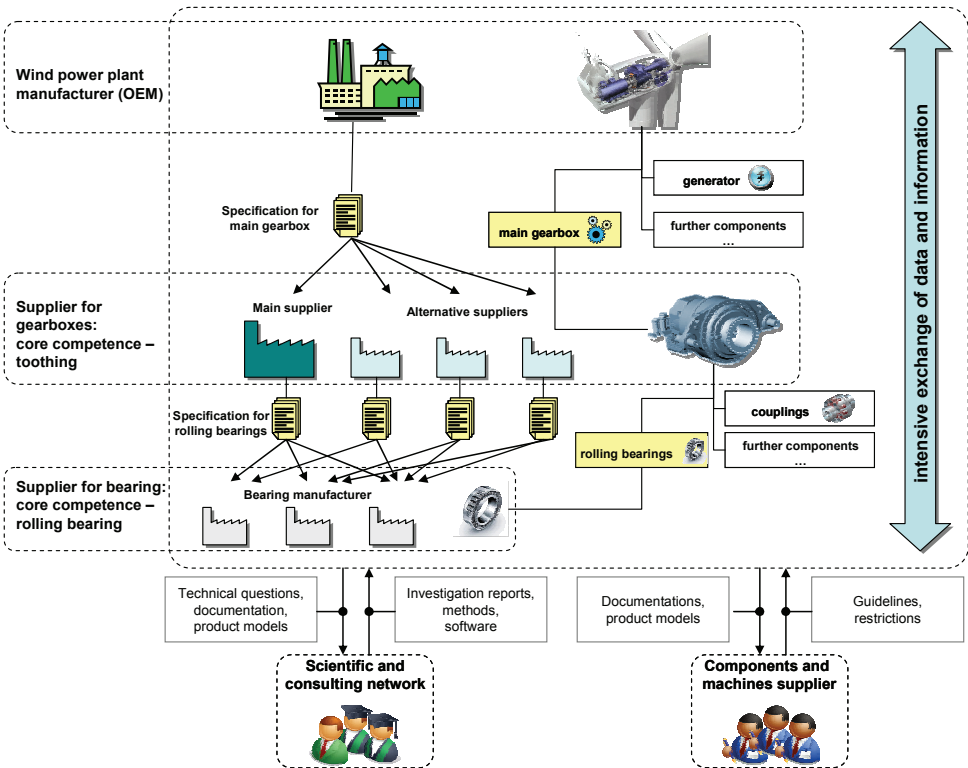 Wind power plant
manufacturer (OEM)
generator
Specification for
main gearbox
main gearbox
further components
...
intensive exchange of data and information
Supplier for
gearboxes:
core competence –
toothing
Main supplier
Alternative suppliers
Specification for
rolling bearings
couplings
rolling bearings
further components
...
Supplier for bearing:
core competence –
rolling bearing
Bearing manufacturer
Technical questions,
documentation,
product models
Investigation reports,
methods,
software
Documentations,
product models
Guidelines,
restrictions
Scientific and
consulting network
Components and
machines supplier